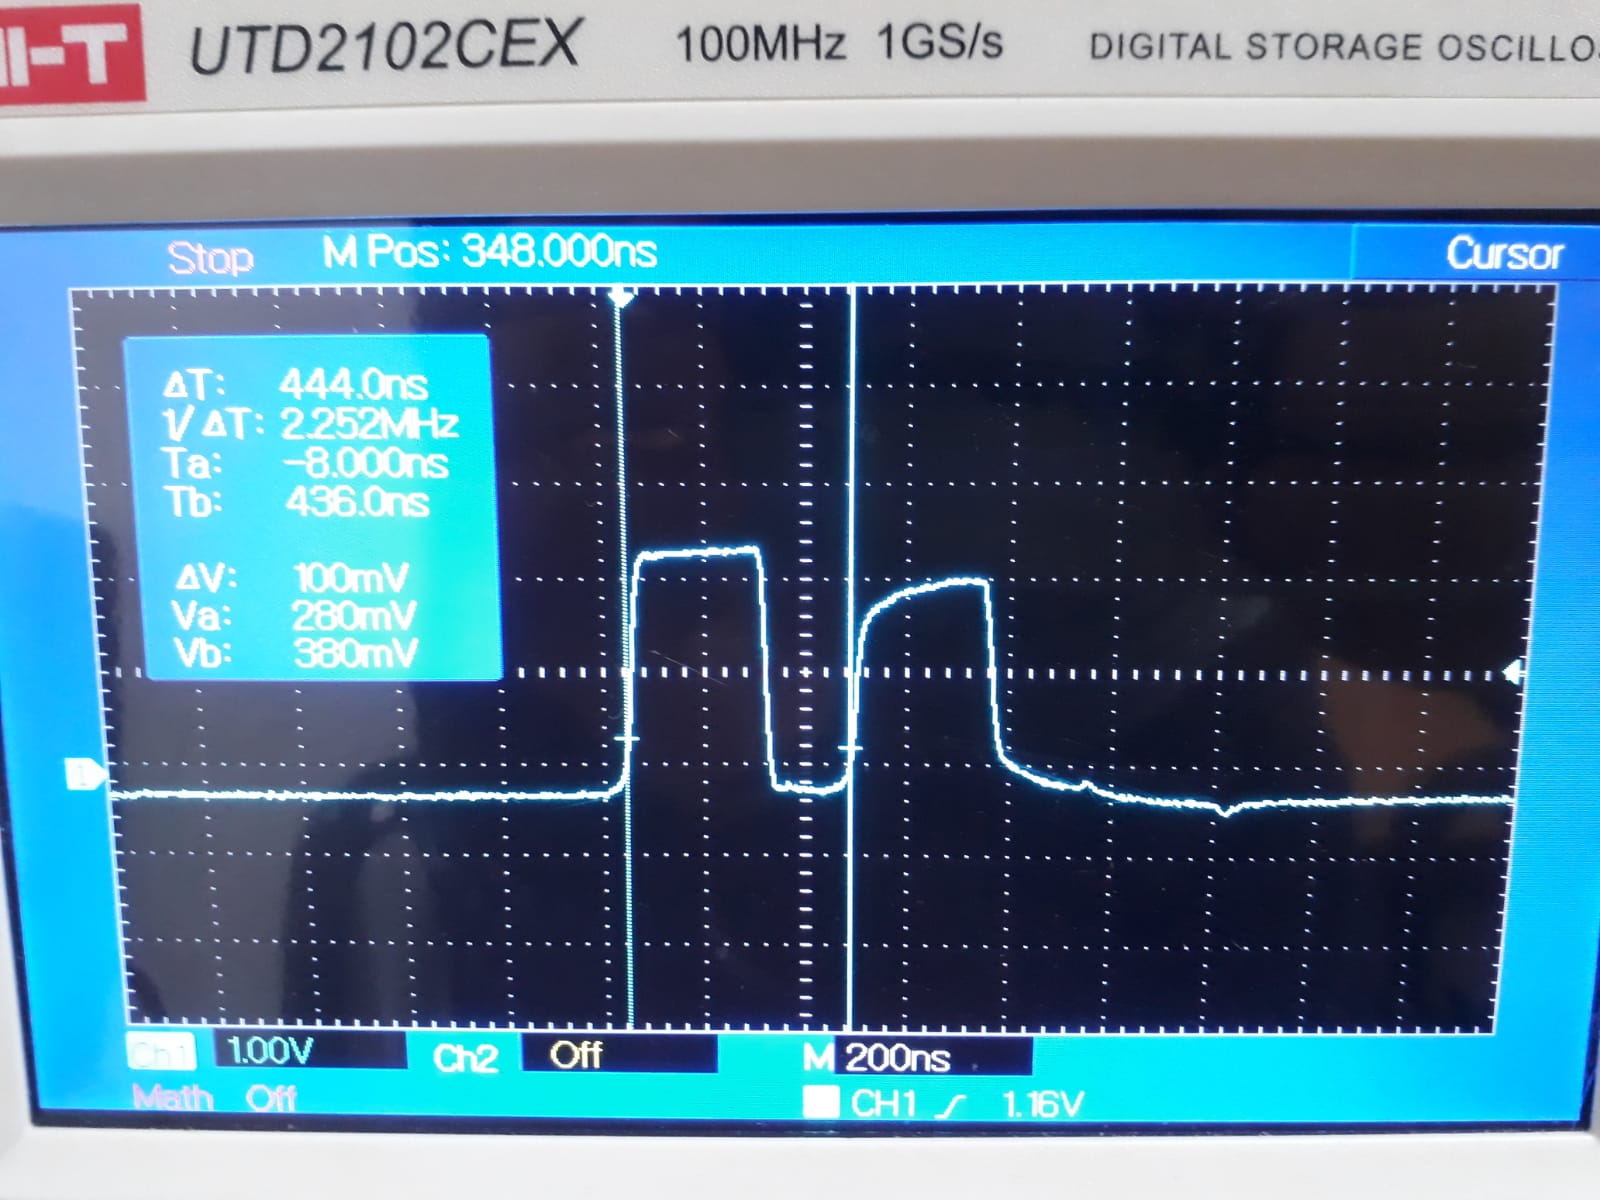 I-T UTD2102CEX 100MHz 1GS/s DIGITAL STORAGE OSCILLO
Stop M Pos: 348.000ns Cursor
ΔT: 444.0ns
1/ΔT: 2.252MHz
Ta: -8.000ns
Tb: 436.0ns
ΔV: 100mV
Va: 280mV
Vb: 380mV
1
Ch1 1.00V Ch2 Off M 200ns
Math Off CH1 1.16V